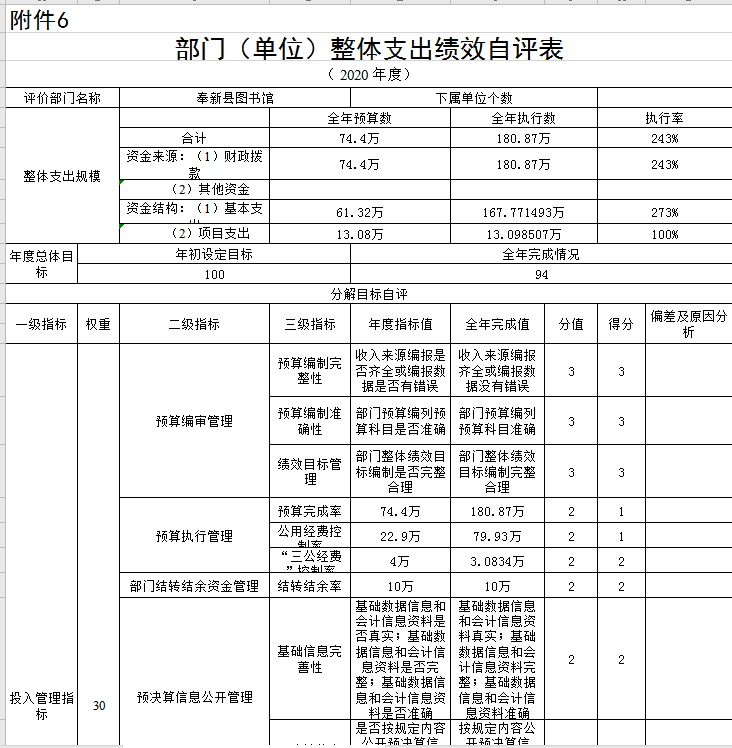 附件6
部门（单位）整体支出绩效自评表
（ 2020 年度）
评价部门名称 奉新县图书馆 下属单位个数
整体支出规模 全年预算数 全年执行数 执行率
合计 74.4万 180.87万 243%
资金来源：（1）财政拨款 74.4万 180.87万 243%
（2）其他资金
资金结构：（1）基本支 61.32万 167.771493万 273%
（2）项目支出 13.08万 13.098507万 100%
年度总体目标 年初设定目标 全年完成情况
100 94
分解目标自评
一级指标 权重 二级指标 三级指标 年度指标值 全年完成值 分值 得分 偏差及原因分析
投入管理指标 30
预算编审管理
预算编制完整性 收入来源编报是否齐全或编报数据是否有错误 收入来源编报齐全或编报数据没有错误 3 3
预算编制准确性 部门预算编列预算科目是否准确 部门预算编列预算科目准确 3 3
绩效目标管理 部门整体绩效目标编制是否完整合理 部门整体绩效目标编制完整合理 3 3
预算执行管理
预算完成率 74.4万 180.87万 2 1
公用经费控制率 22.9万 79.93万 2 1
“三公经费”控制率 4万 3.0834万 2 2
部门结转结余资金管理 结转结余率 10万 10万 2 2
预决算信息公开管理
基础信息完善性 基础数据信息和会计信息资料是否真实；基础数据信息和会计信息资料是否完整；基础数据信息和会计信息资料是否准确 基础数据信息和会计信息资料真实；基础数据信息和会计信息资料完整；基础数据信息和会计信息资料准确 2 2
是否按规定内容公开预决算信 按规定内容公开预决算信